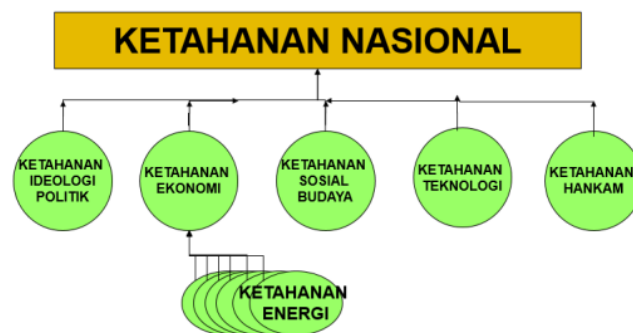 KETAHANAN NASIONAL
KETAHANAN
IDEOLOGI
POLITIK
KETAHANAN
EKONOMI
KETAHANAN
SOSIAL
BUDAYA
KETAHANAN
TEKNOLOGI
KETAHANAN
HANKAM
KETAHANAN
ENERGI